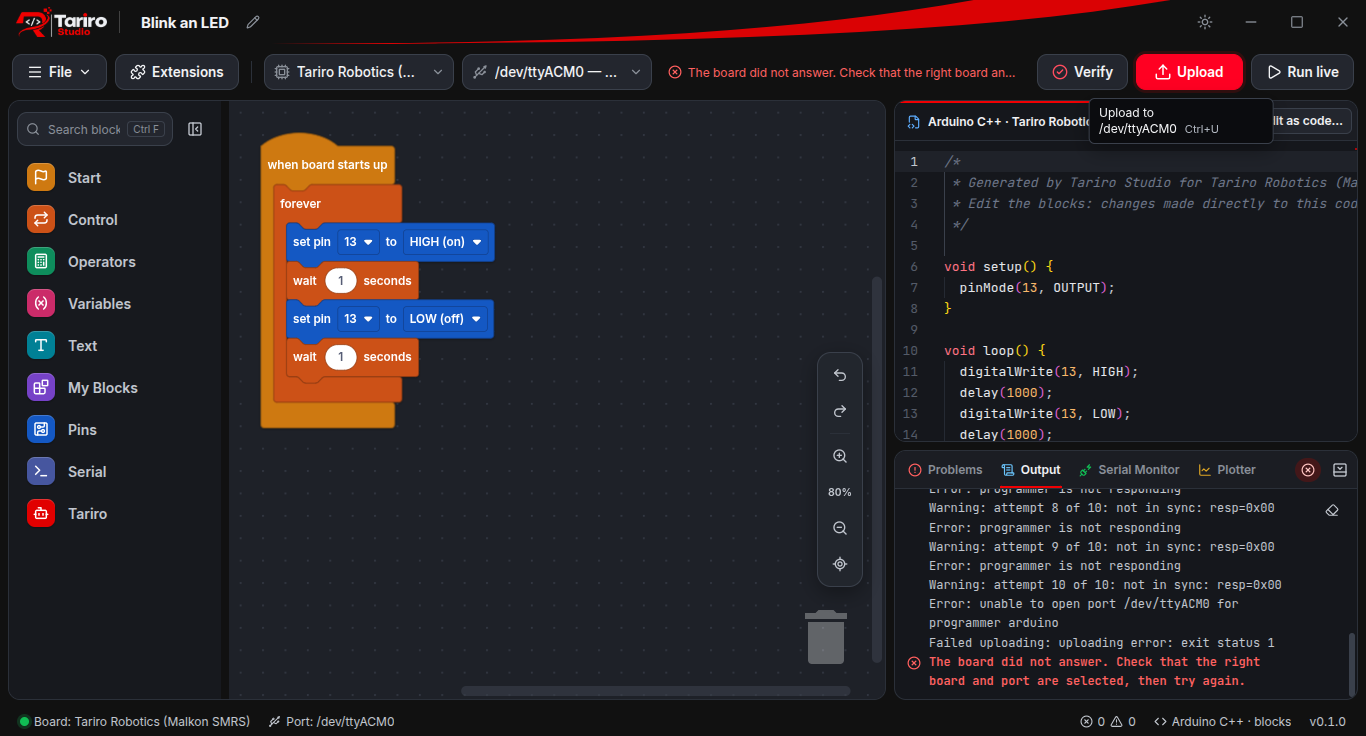 Tariro
Studio
Blink an LED
File
Extensions
Tariro Robotics (...
/dev/ttyACM0 — ...
The board did not answer. Check that the right board an...
Verify
Upload
Run live
Search block
Ctrl F
Start
Control
Operators
Variables
Text
My Blocks
Pins
Serial
Tariro
when board starts up
forever
set pin 13 to HIGH (on)
wait 1 seconds
set pin 13 to LOW (off)
wait 1 seconds
80%
Arduino C++ · Tariro Robotic
Upload to
/dev/ttyACM0 Ctrl+U
it as code...
1 /*
2 * Generated by Tariro Studio for Tariro Robotics (Ma
3 * Edit the blocks: changes made directly to this cod
4 */
5
6 void setup() {
7 pinMode(13, OUTPUT);
8 }
9
10 void loop() {
11 digitalWrite(13, HIGH);
12 delay(1000);
13 digitalWrite(13, LOW);
14 delay(1000);
Problems
Output
Serial Monitor
Plotter
Error: programmer is not responding
Warning: attempt 8 of 10: not in sync: resp=0x00
Error: programmer is not responding
Warning: attempt 9 of 10: not in sync: resp=0x00
Error: programmer is not responding
Warning: attempt 10 of 10: not in sync: resp=0x00
Error: unable to open port /dev/ttyACM0 for
programmer arduino
Failed uploading: uploading error: exit status 1
The board did not answer. Check that the right
board and port are selected, then try again.
Board: Tariro Robotics (Malkon SMRS)
Port: /dev/ttyACM0
0
0
Arduino C++ · blocks
v0.1.0